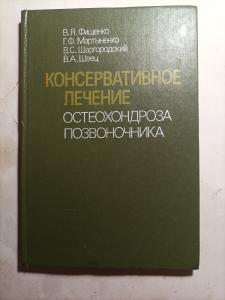 В.Я.Фищенко
Г.Ф.Мартыненко
В.С.Шаргородский
В.А.Швец
КОНСЕРВАТИВНОЕ
ЛЕЧЕНИЕ
ОСТЕОХОНДРОЗА
ПОЗВОНОЧНИКА